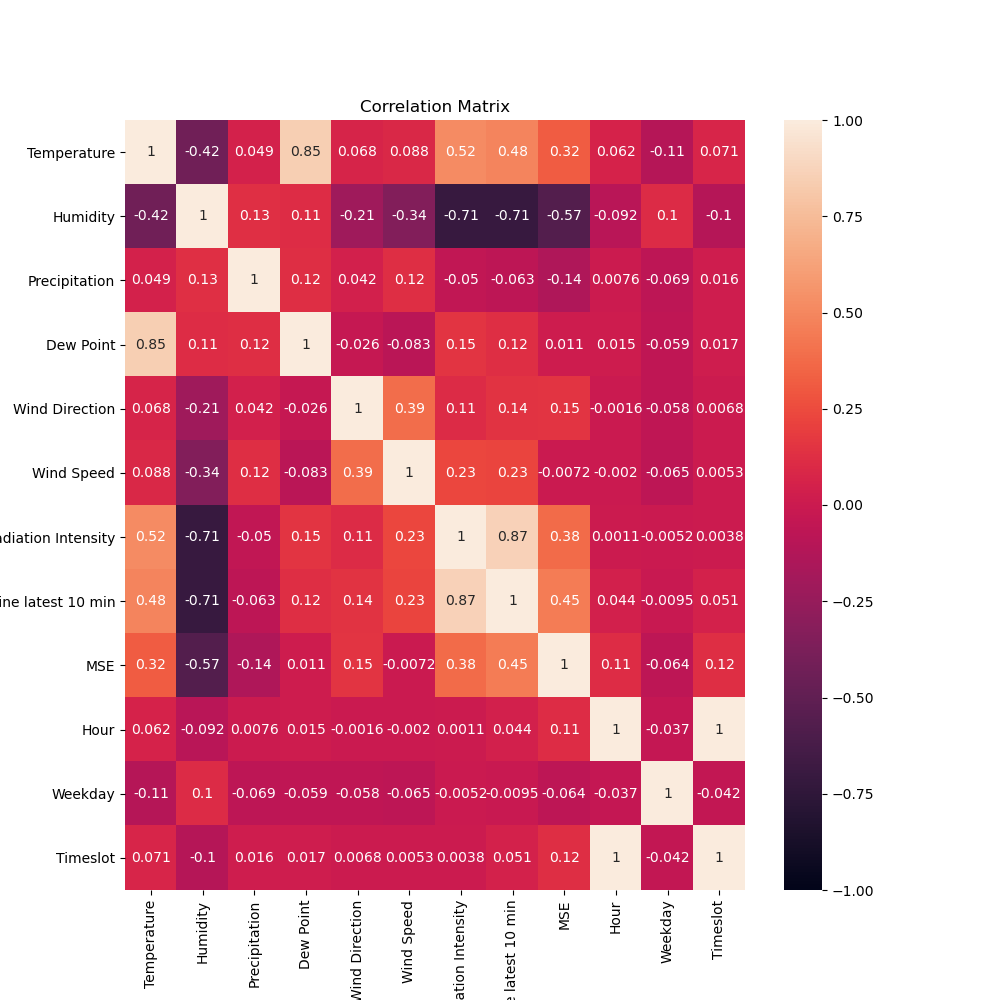 Correlation Matrix
Temperature 1 -0.42 0.049 0.85 0.068 0.088 0.52 0.48 0.32 0.062 -0.11 0.071
Humidity -0.42 1 0.13 0.11 -0.21 -0.34 -0.71 -0.71 -0.57 -0.092 0.1 -0.1
Precipitation 0.049 0.13 1 0.12 0.042 0.12 -0.05 -0.063 -0.14 0.0076 -0.069 0.016
Dew Point 0.85 0.11 0.12 1 -0.026 -0.083 0.15 0.12 0.011 0.015 -0.059 0.017
Wind Direction 0.068 -0.21 0.042 -0.026 1 0.39 0.11 0.14 0.15 -0.0016 -0.058 0.0068
Wind Speed 0.088 -0.34 0.12 -0.083 0.39 1 0.23 0.23 -0.0072 -0.002 -0.065 0.0053
diation Intensity 0.52 -0.71 -0.05 0.15 0.11 0.23 1 0.87 0.38 0.0011 -0.0052 0.0038
ine latest 10 min 0.48 -0.71 -0.063 0.12 0.14 0.23 0.87 1 0.45 0.044 -0.0095 0.051
MSE 0.32 -0.57 -0.14 0.011 0.15 -0.0072 0.38 0.45 1 0.11 -0.064 0.12
Hour 0.062 -0.092 0.0076 0.015 -0.0016 -0.002 0.0011 0.044 0.11 1 -0.037 1
Weekday -0.11 0.1 -0.069 -0.059 -0.058 -0.065 -0.0052 -0.0095 -0.064 -0.037 1 -0.042
Timeslot 0.071 -0.1 0.016 0.017 0.0068 0.0053 0.0038 0.051 0.12 1 -0.042 1
Temperature
Humidity
Precipitation
Dew Point
Wind Direction
Wind Speed
ation Intensity
e latest 10 min
MSE
Hour
Weekday
Timeslot
1.00
0.75
0.50
0.25
0.00
−0.25
−0.50
−0.75
−1.00